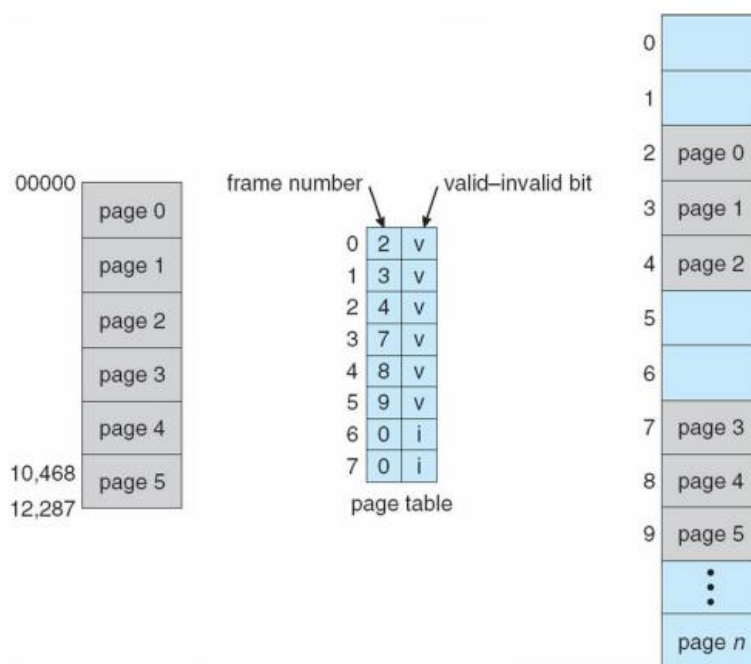 00000
page 0
page 1
page 2
page 3
page 4
page 5
10,468
12,287
frame number
valid–invalid bit
0 2 v
1 3 v
2 4 v
3 7 v
4 8 v
5 9 v
6 0 i
7 0 i
page table
0
1
2 page 0
3 page 1
4 page 2
5
6
7 page 3
8 page 4
9 page 5
page n